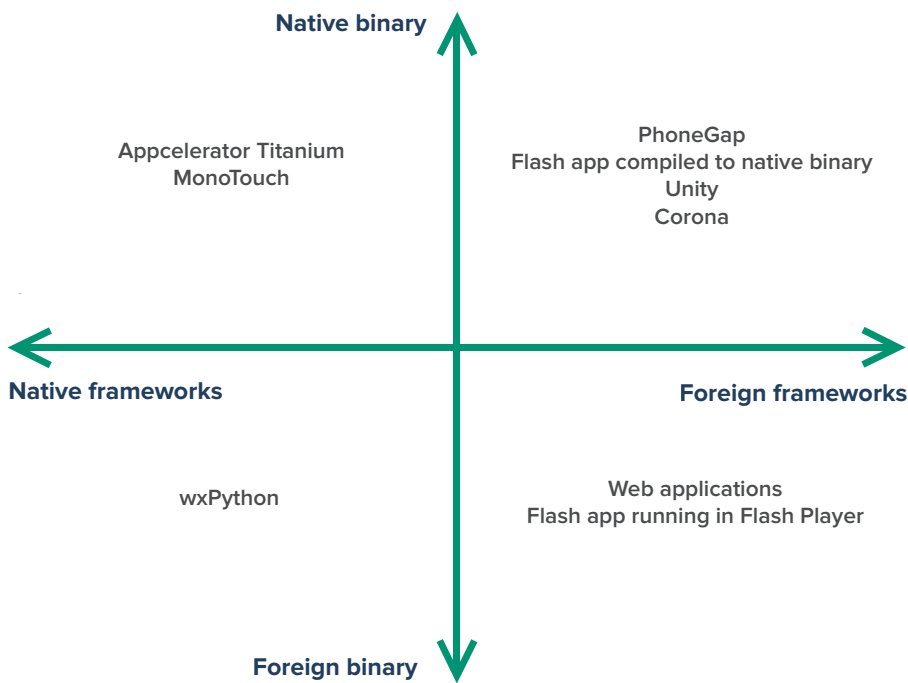 Native binary
Appcelerator Titanium
MonoTouch
PhoneGap
Flash app compiled to native binary
Unity
Corona
Native frameworks
Foreign frameworks
wxPython
Web applications
Flash app running in Flash Player
Foreign binary